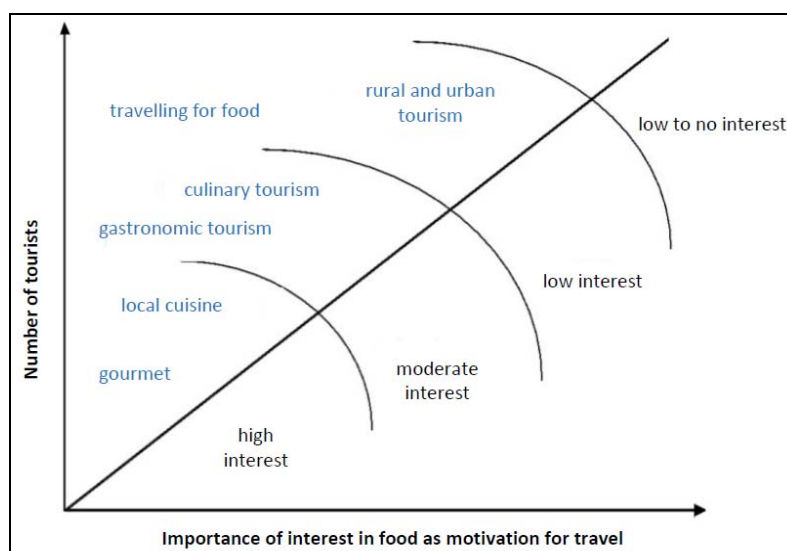 rural and urban
tourism
travelling for food
low to no interest
culinary tourism
gastronomic tourism
low interest
local cuisine
moderate
interest
gourmet
high
interest
Number of tourists
Importance of interest in food as motivation for travel